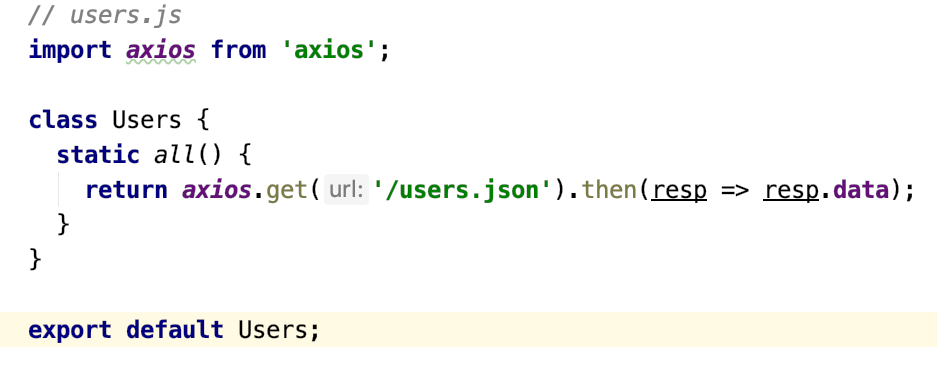 // users.js
import axios from 'axios';
class Users {
static all() {
return axios.get( url: '/users.json').then(resp => resp.data);
}
}
export default Users;